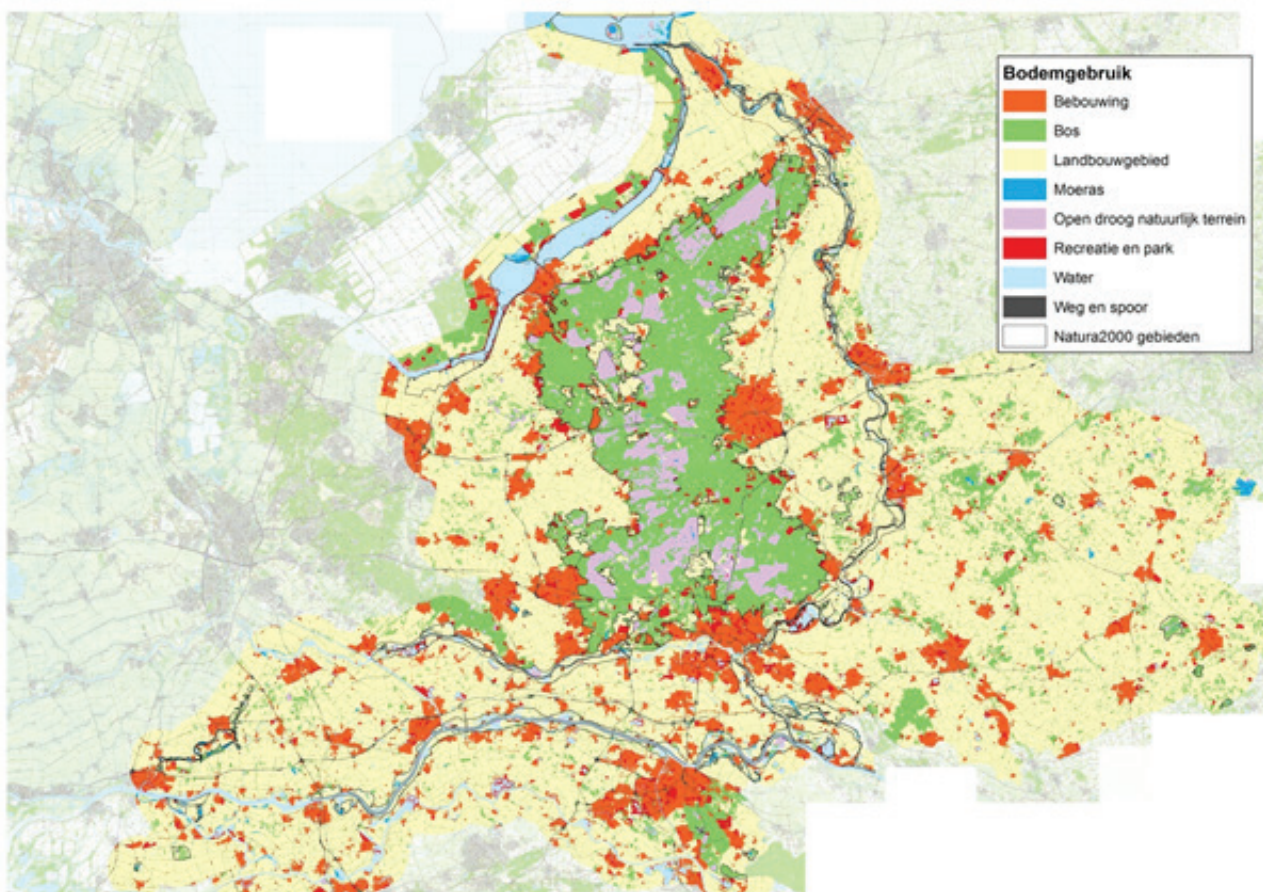 Bodemgebruik
Bebouwing
Bos
Landbouwgebied
Moeras
Open droog natuurlijk terrein
Recreatie en park
Water
Weg en spoor
Natura2000 gebieden